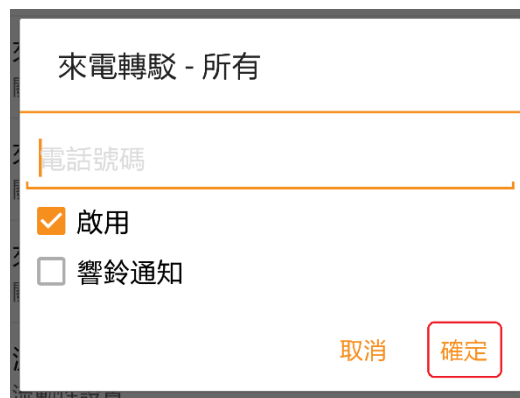 來電轉駁 - 所有
電話號碼
啟用
響鈴通知
取消
確定